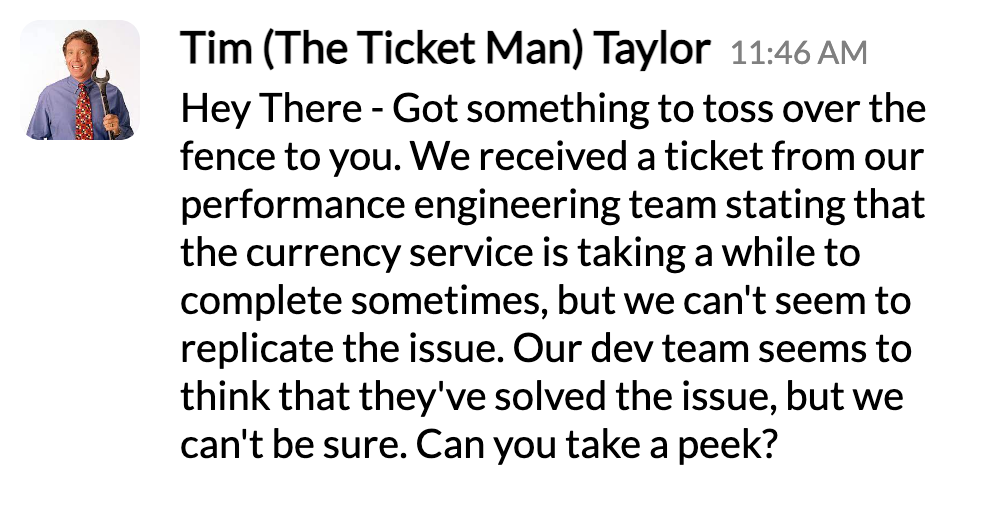 Tim (The Ticket Man) Taylor 11:46 AM
Hey There - Got something to toss over the
fence to you. We received a ticket from our
performance engineering team stating that
the currency service is taking a while to
complete sometimes, but we can't seem to
replicate the issue. Our dev team seems to
think that they've solved the issue, but we
can't be sure. Can you take a peek?